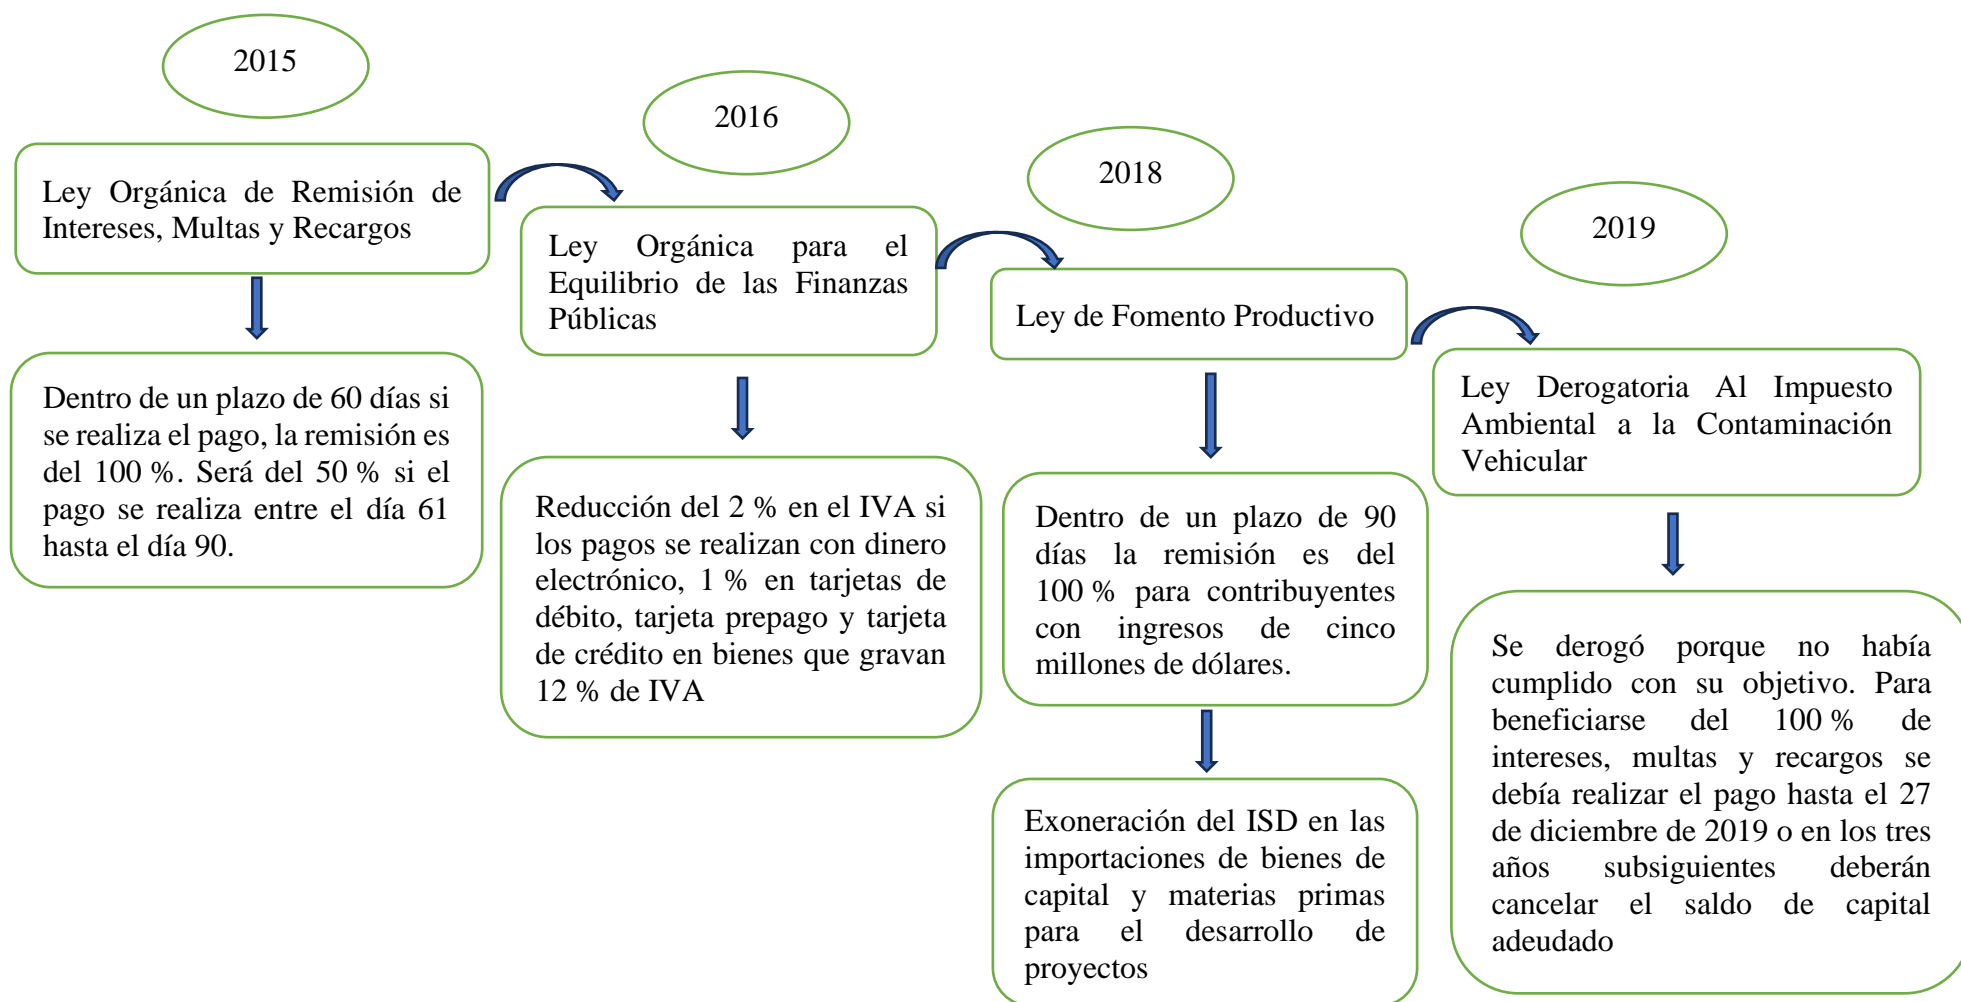 2015
Ley Orgánica de Remisión de
Intereses, Multas y Recargos
Dentro de un plazo de 60 días si
se realiza el pago, la remisión es
del 100 %. Será del 50 % si el
pago se realiza entre el día 61
hasta el día 90.
2016
Ley Orgánica para el
Equilibrio de las Finanzas
Públicas
Reducción del 2 % en el IVA si
los pagos se realizan con dinero
electrónico, 1 % en tarjetas de
débito, tarjeta prepago y tarjeta
de crédito en bienes que gravan
12 % de IVA
2018
Ley de Fomento Productivo
Dentro de un plazo de 90
días la remisión es del
100 % para contribuyentes
con ingresos de cinco
millones de dólares.
Exoneración del ISD en las
importaciones de bienes de
capital y materias primas
para el desarrollo de
proyectos
2019
Ley Derogatoria Al Impuesto
Ambiental a la Contaminación
Vehicular
Se derogó porque no había
cumplido con su objetivo. Para
beneficiarse del 100 % de
intereses, multas y recargos se
debía realizar el pago hasta el 27
de diciembre de 2019 o en los tres
años subsiguientes deberán
cancelar el saldo de capital
adeudado